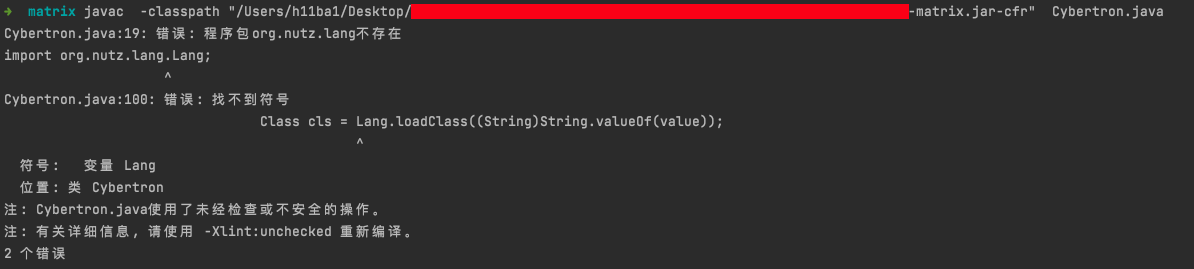 ➜  matrix javac  -classpath "/Users/h11ba1/Desktop/-matrix.jar-cfr"  Cybertron.java
Cybertron.java:19: 错误: 程序包org.nutz.lang不存在
import org.nutz.lang.Lang;
                    ^
Cybertron.java:100: 错误: 找不到符号
                                Class cls = Lang.loadClass((String)String.valueOf(value));
                                            ^
  符号:   变量 Lang
  位置: 类 Cybertron
注: Cybertron.java使用了未经检查或不安全的操作。
注: 有关详细信息, 请使用 -Xlint:unchecked 重新编译。
2 个错误